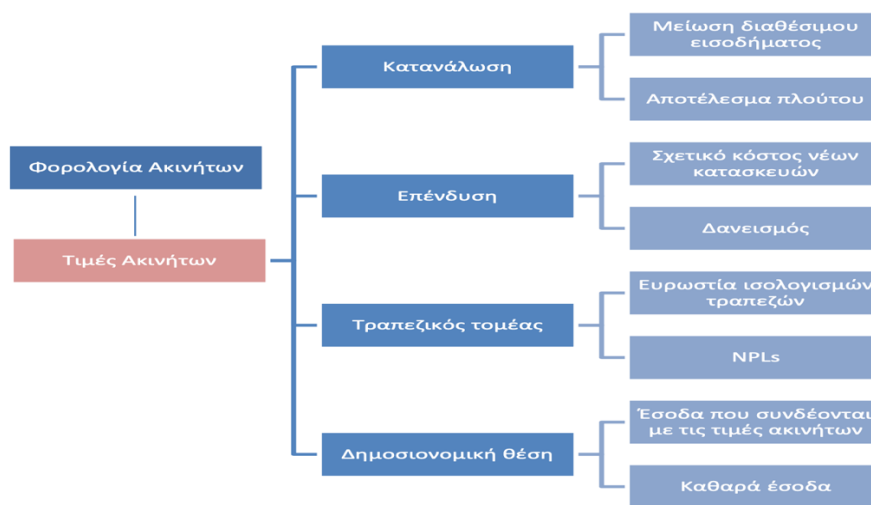 Φορολογία Ακινήτων
Τιμές Ακινήτων
Κατανάλωση
Μείωση διαθέσιμου
εισοδήματος
Αποτέλεσμα πλούτου
Επένδυση
Σχετικό κόστος νέων
κατασκευών
Δανεισμός
Τραπεζικός τομέας
Ευρωστία ισολογισμών
τραπεζών
NPLs
Δημοσιονομική θέση
Έσοδα που συνδέονται
με τις τιμές ακινήτων
Καθαρά έσοδα